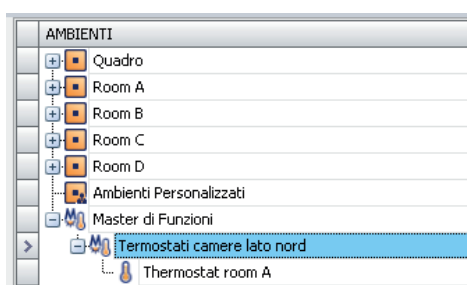 AMBIENTI
Quadro
Room A
Room B
Room C
Room D
Ambienti Personalizzati
Master di Funzioni
Termostati camere lato nord
Thermostat room A